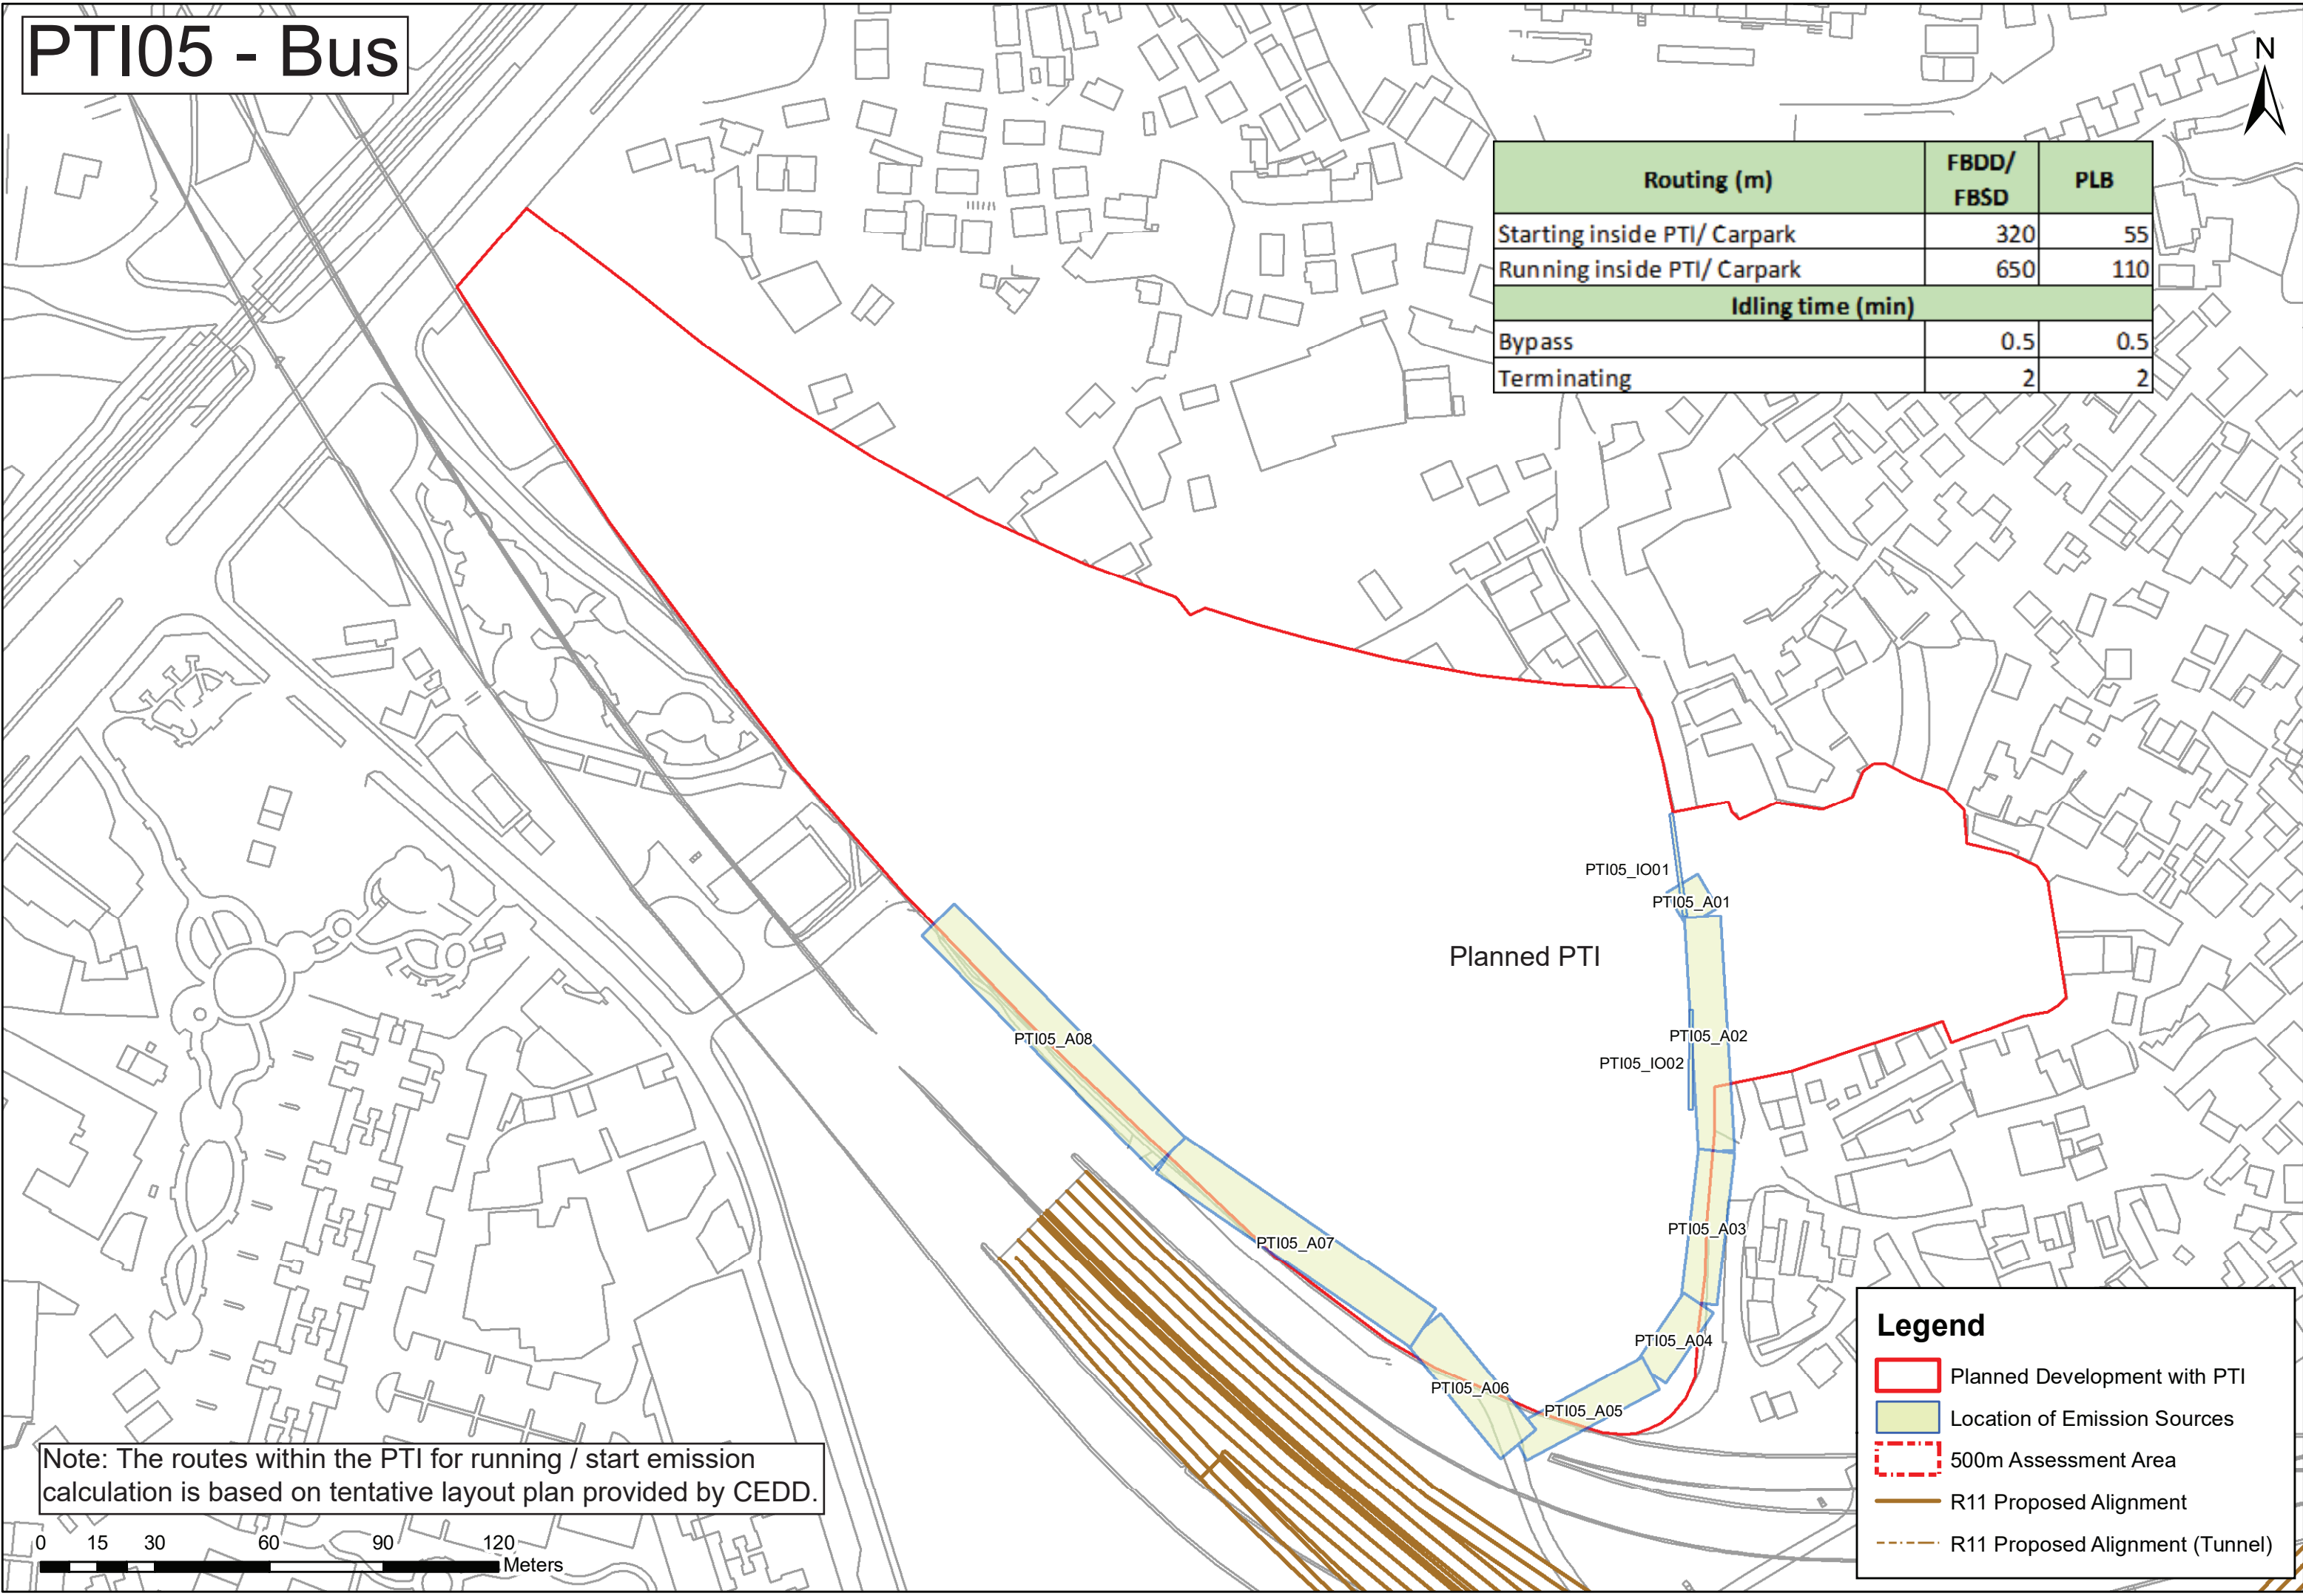 PTI05 - Bus
N
Routing (m) FBDD/ FBSD PLB
Starting inside PTI/ Carpark 320 55
Running inside PTI/ Carpark 650 110
Idling time (min)
Bypass 0.5 0.5
Terminating 2 2
PTI05_IO01
PTI05_A01
Planned PTI
PTI05_A02
PTI05_IO02
PTI05_A08
PTI05_A03
PTI05_A07
PTI05_A04
PTI05_A06
PTI05_A05
Legend
Planned Development with PTI
Location of Emission Sources
500m Assessment Area
R11 Proposed Alignment
R11 Proposed Alignment (Tunnel)
Note: The routes within the PTI for running / start emission
calculation is based on tentative layout plan provided by CEDD.
0 15 30 60 90 120
Meters